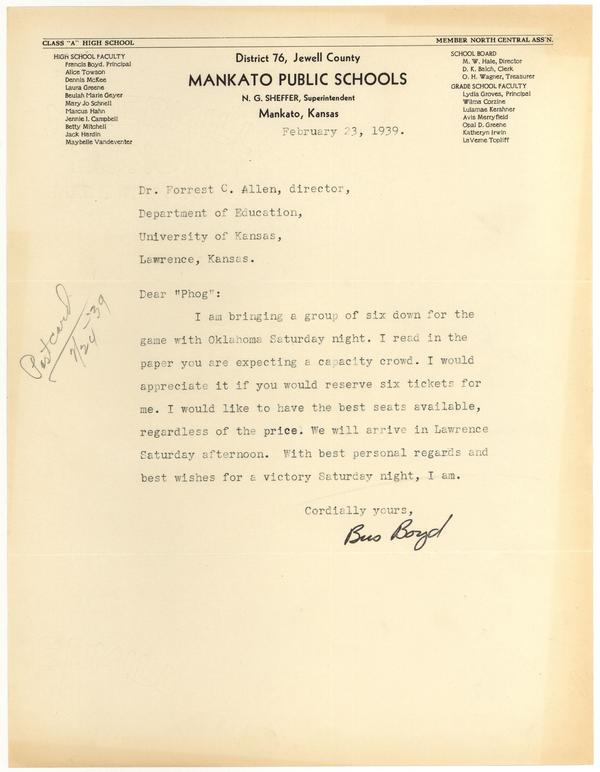 CLASS "A" HIGH SCHOOL
MEMBER NORTH CENTRAL ASS'N.
HIGH SCHOOL FACULTY
Francis Boyd, Principal
Alice Towson
Dennis McKee
Laura Greene
Beulah Marie Geyer
Mary Jo Schnell
Marcus Hahn
Jennie I. Campbell
Betty Mitchell
Jack Hardin
Maybelle Vandeventer
District 76, Jewell County
MANKATO PUBLIC SCHOOLS
N. G. SHEFFER, Superintendent
Mankato, Kansas
SCHOOL BOARD
M. W. Hale, Director
D. K. Balch, Clerk
O. H. Wagner, Treasurer
GRADE SCHOOL FACULTY
Lydia Groves, Principal
Wilma Corzine
Lulamae Kershner
Avis Merryfield
Opal D. Greene
Katheryn Irwin
LaVerne Topliff
February 23, 1939.
Dr. Forrest C. Allen, director,
Department of Education,
University of Kansas,
Lawrence, Kansas.
Postcard
2/24-39
Dear "Phog":
I am bringing a group of six down for the
game with Oklahoma Saturday night. I read in the
paper you are expecting a capacity crowd. I would
appreciate it if you would reserve six tickets for
me. I would like to have the best seats available,
regardless of the price. We will arrive in Lawrence
Saturday afternoon. With best personal regards and
best wishes for a victory Saturday night, I am.
Cordially yours,
Bus Boyd